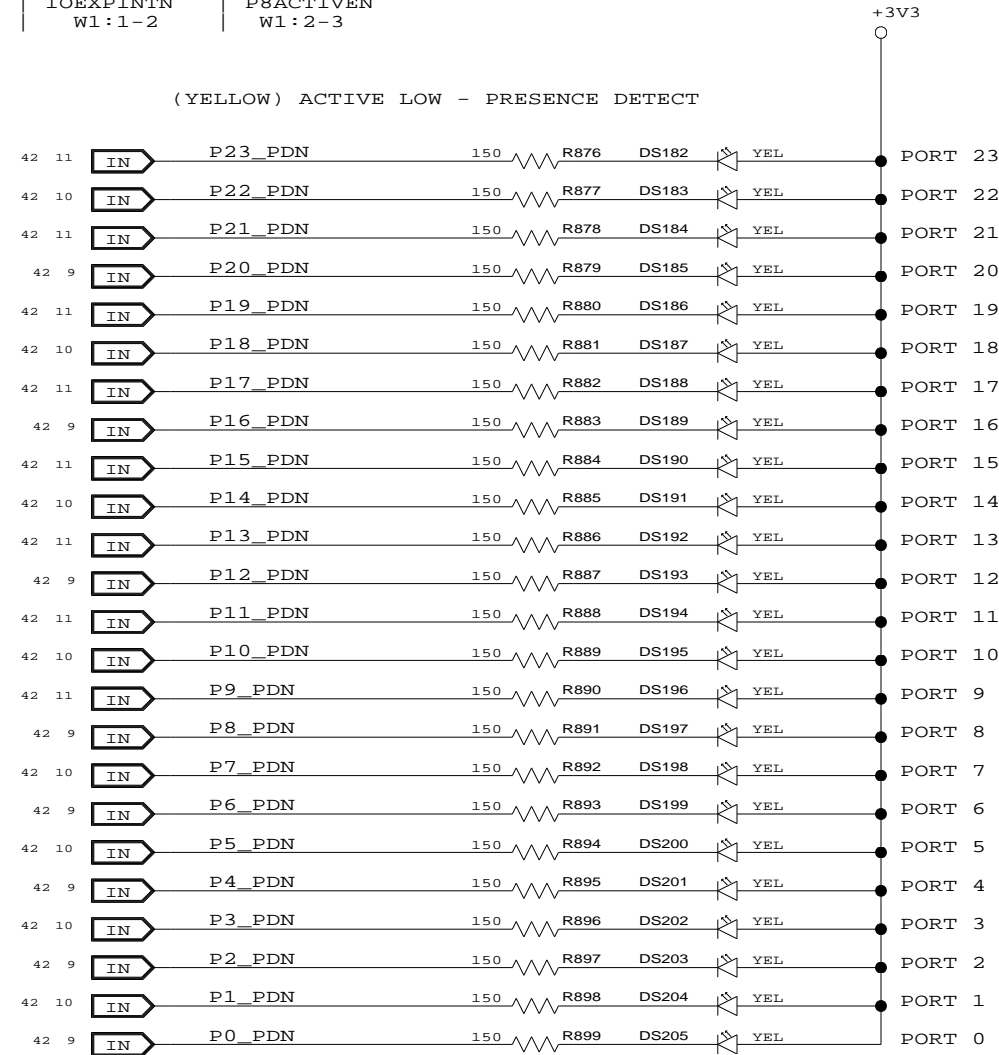 IOEXPINTN P8ACTIVEN
W1:1-2 W1:2-3
+3V3
(YELLOW) ACTIVE LOW - PRESENCE DETECT
42 11 IN P23_PDN 150 R876 DS182 YEL PORT 23
42 10 IN P22_PDN 150 R877 DS183 YEL PORT 22
42 11 IN P21_PDN 150 R878 DS184 YEL PORT 21
42 9 IN P20_PDN 150 R879 DS185 YEL PORT 20
42 11 IN P19_PDN 150 R880 DS186 YEL PORT 19
42 10 IN P18_PDN 150 R881 DS187 YEL PORT 18
42 11 IN P17_PDN 150 R882 DS188 YEL PORT 17
42 9 IN P16_PDN 150 R883 DS189 YEL PORT 16
42 11 IN P15_PDN 150 R884 DS190 YEL PORT 15
42 10 IN P14_PDN 150 R885 DS191 YEL PORT 14
42 11 IN P13_PDN 150 R886 DS192 YEL PORT 13
42 9 IN P12_PDN 150 R887 DS193 YEL PORT 12
42 11 IN P11_PDN 150 R888 DS194 YEL PORT 11
42 10 IN P10_PDN 150 R889 DS195 YEL PORT 10
42 11 IN P9_PDN 150 R890 DS196 YEL PORT 9
42 9 IN P8_PDN 150 R891 DS197 YEL PORT 8
42 10 IN P7_PDN 150 R892 DS198 YEL PORT 7
42 9 IN P6_PDN 150 R893 DS199 YEL PORT 6
42 10 IN P5_PDN 150 R894 DS200 YEL PORT 5
42 9 IN P4_PDN 150 R895 DS201 YEL PORT 4
42 10 IN P3_PDN 150 R896 DS202 YEL PORT 3
42 9 IN P2_PDN 150 R897 DS203 YEL PORT 2
42 10 IN P1_PDN 150 R898 DS204 YEL PORT 1
42 9 IN P0_PDN 150 R899 DS205 YEL PORT 0